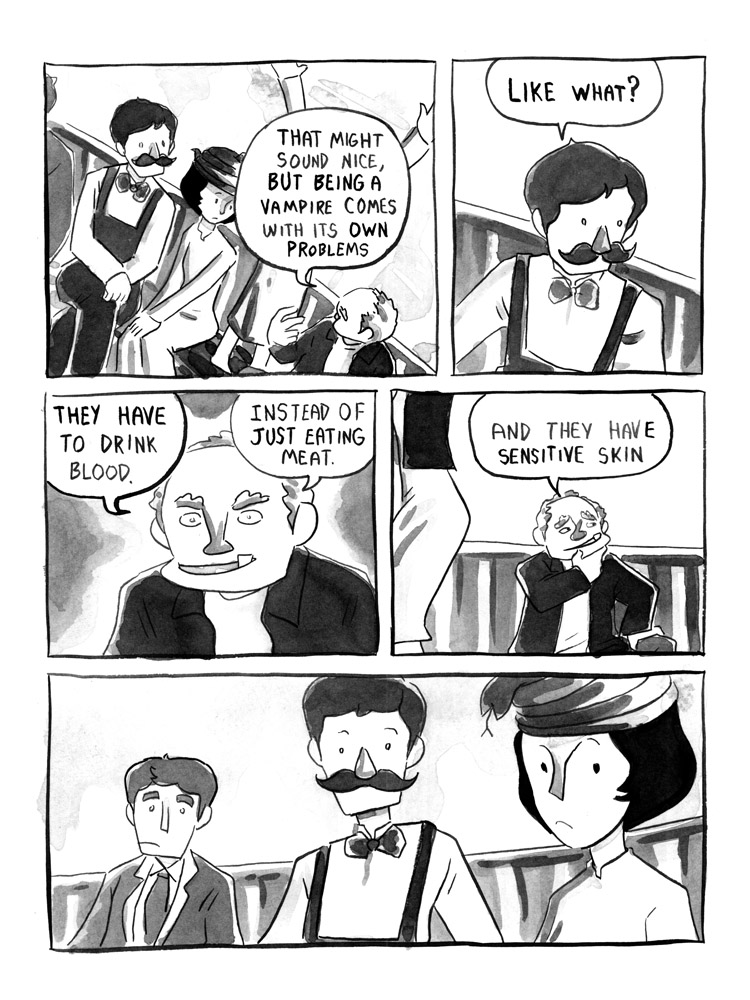 THAT MIGHT
SOUND NICE,
BUT BEING A
VAMPIRE COMES
WITH ITS OWN
PROBLEMS
LIKE WHAT?
THEY HAVE
TO DRINK
BLOOD.
INSTEAD OF
JUST EATING
MEAT.
AND THEY HAVE
SENSITIVE SKIN